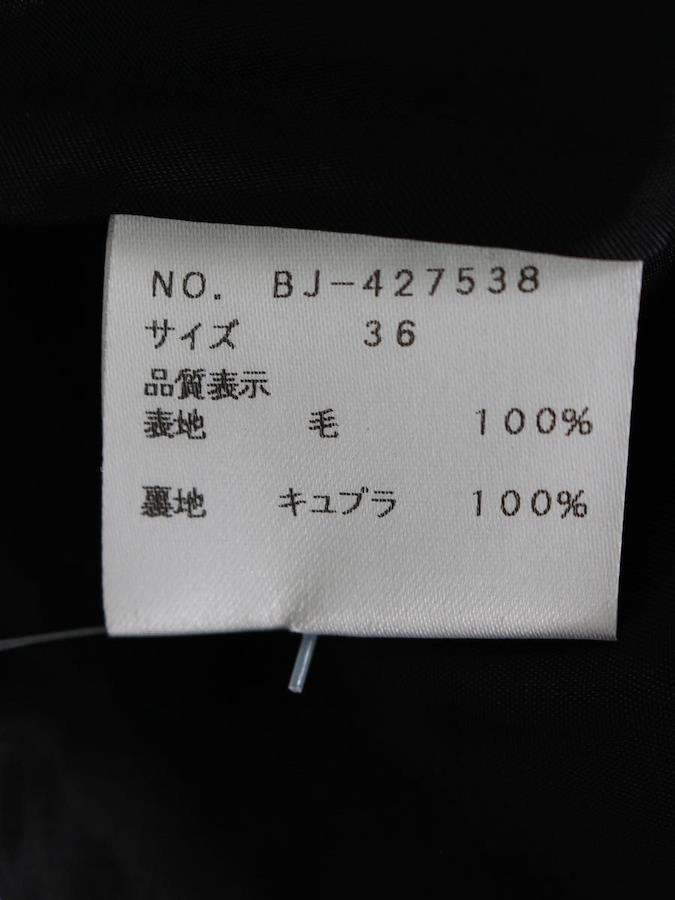 NO. BJ-427538
サイズ 36
品質表示
表地 毛 100%
裏地 キュプラ 100%